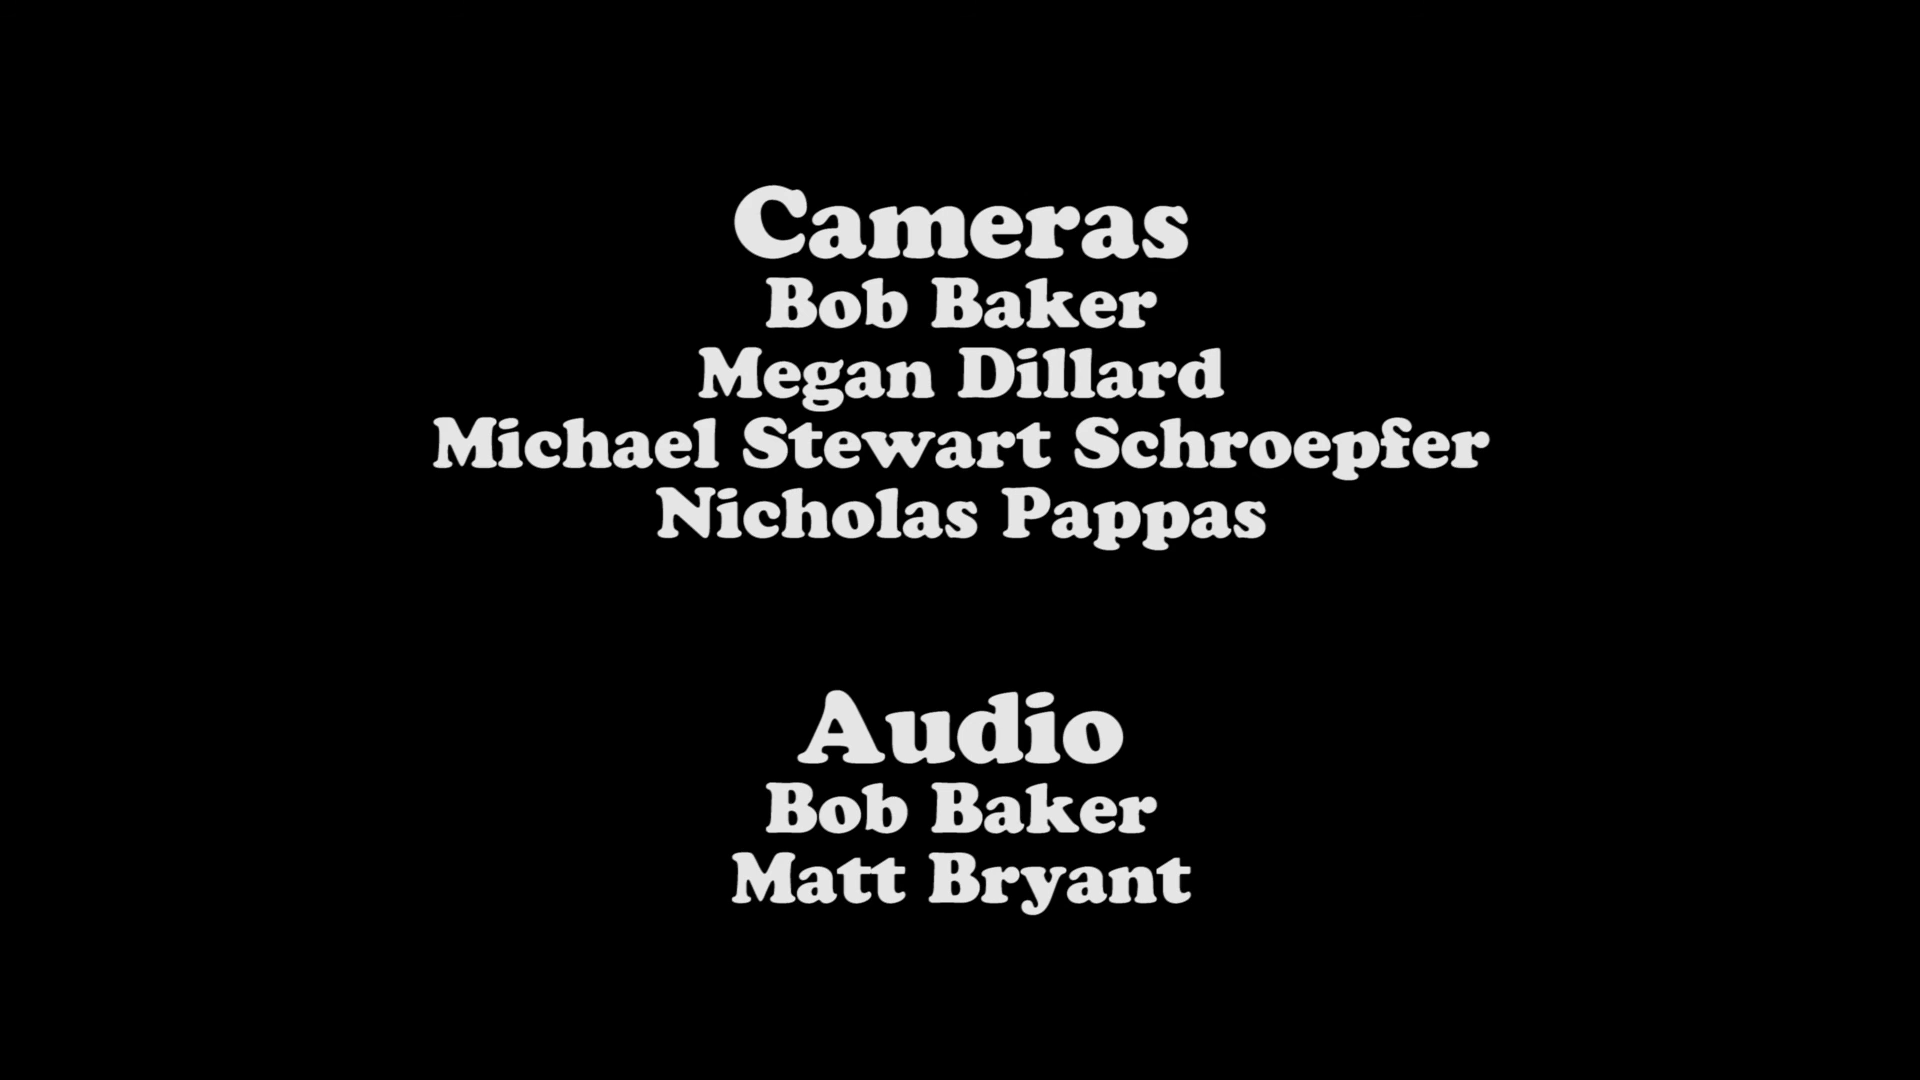 Cameras
Bob Baker
Megan Dillard
Michael Stewart Schroepfer
Nicholas Pappas
Audio
Bob Baker
Matt Bryant